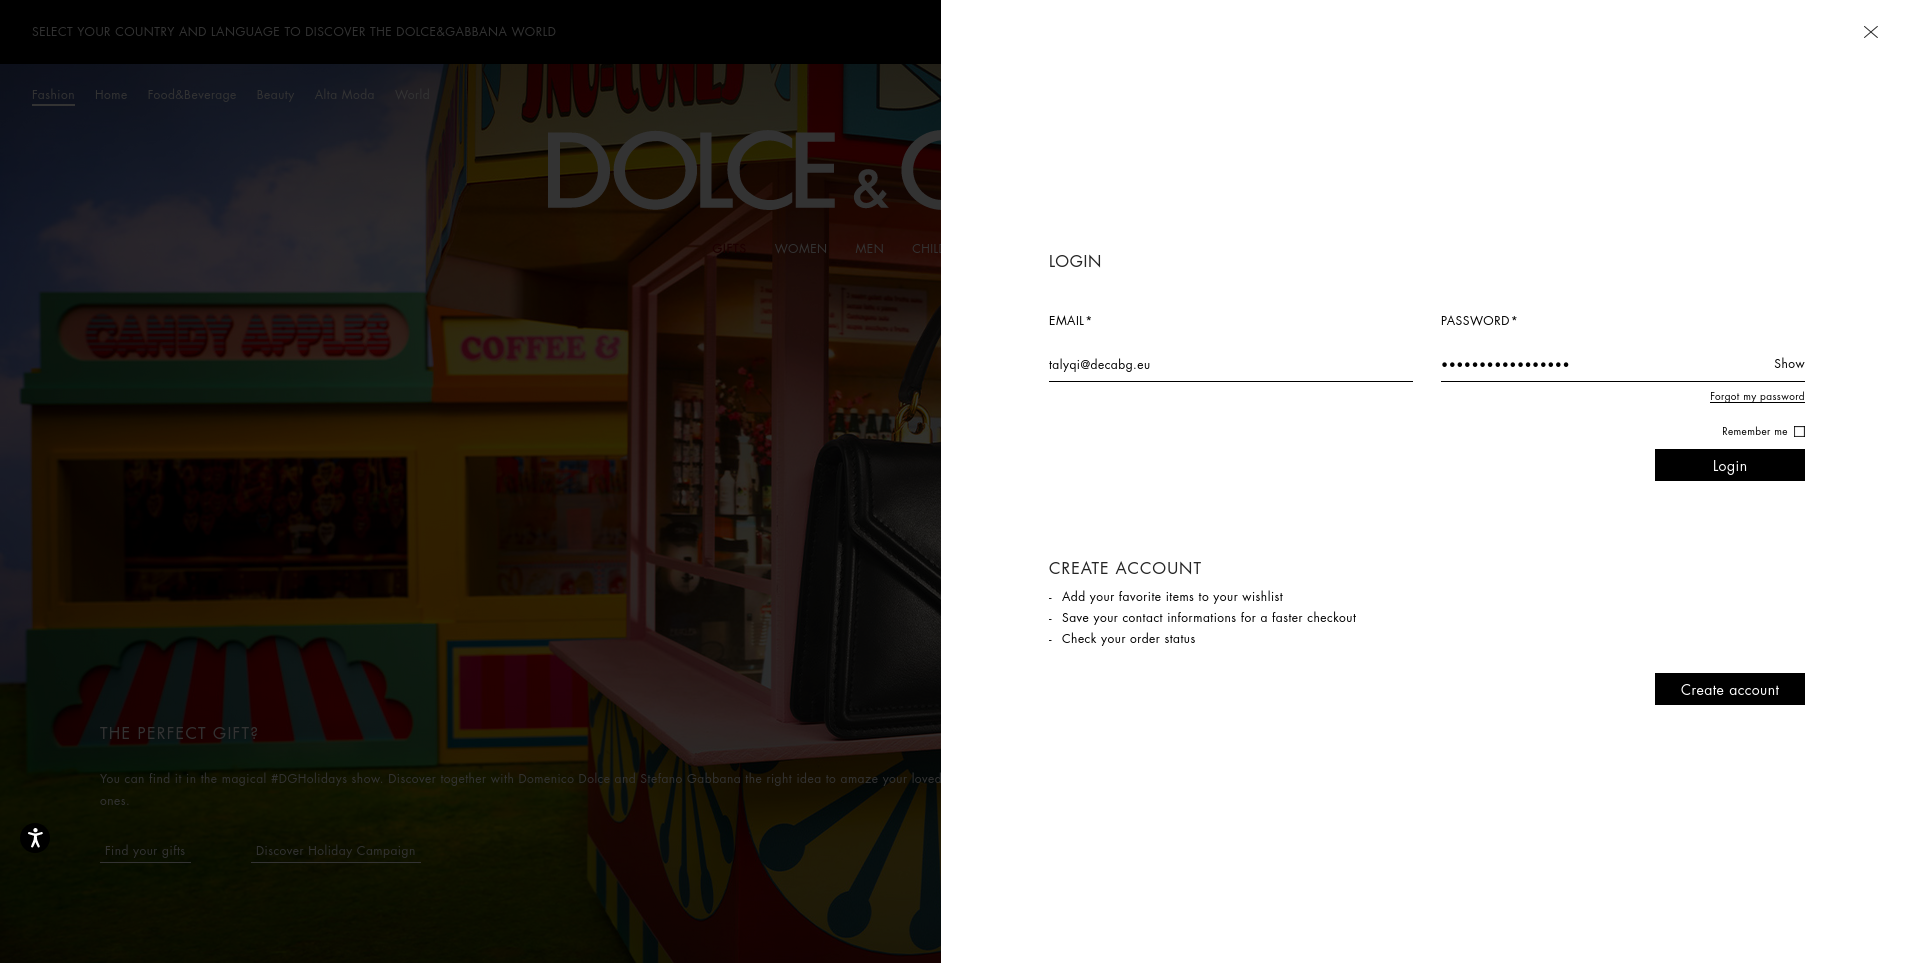 SELECT YOUR COUNTRY AND LANGUAGE TO DISCOVER THE DOLCE&GABBANA WORLD
Fashion Home Food&Beverage Beauty Alta Moda World
DOLCE &
GIFTS WOMEN MEN
CANDY APPLES
COFFEE &
THE PERFECT GIFT?
You can find it in the magical #DGHolidays show. Discover together with Domenico Dolce and Stefano Gabbana the right idea to amaze your loved
ones.
Find your gifts Discover Holiday Campaign
LOGIN
EMAIL* PASSWORD*
talyqi@decabg.eu ••••••••••••••••• Show
Forgot my password
Remember me
Login
CREATE ACCOUNT
- Add your favorite items to your wishlist
- Save your contact informations for a faster checkout
- Check your order status
Create account